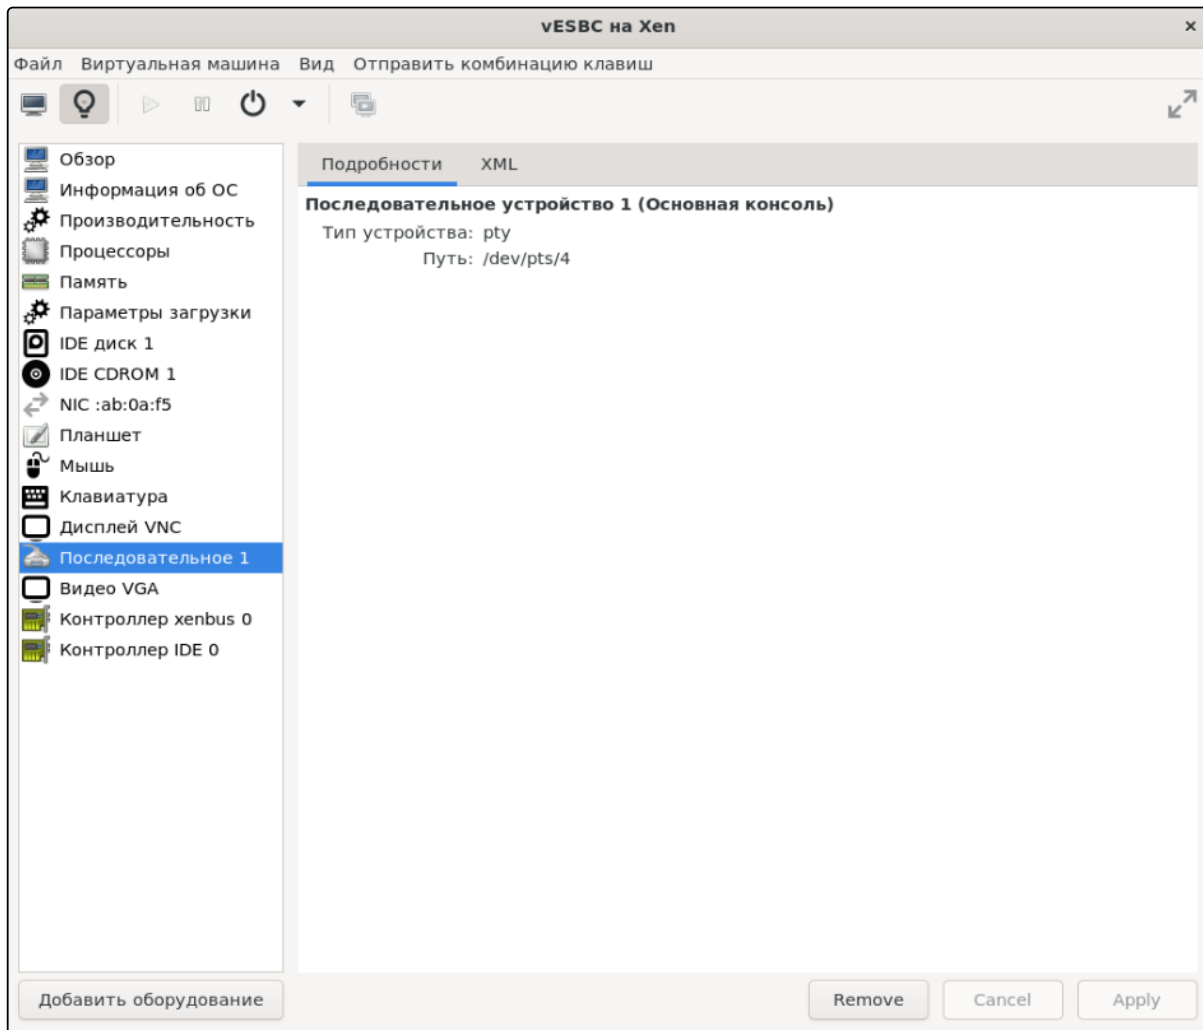 vESBC на Xen
Файл Виртуальная машина Вид Отправить комбинацию клавиш
Обзор
Информация об ОС
Производительность
Процессоры
Память
Параметры загрузки
IDE диск 1
IDE CDROM 1
NIC :ab:0a:f5
Планшет
Мышь
Клавиатура
Дисплей VNC
Последовательное 1
Видео VGA
Контроллер xenbus 0
Контроллер IDE 0
Добавить оборудование
Подробности XML
Последовательное устройство 1 (Основная консоль)
Тип устройства: pty
Путь: /dev/pts/4
Remove Cancel Apply